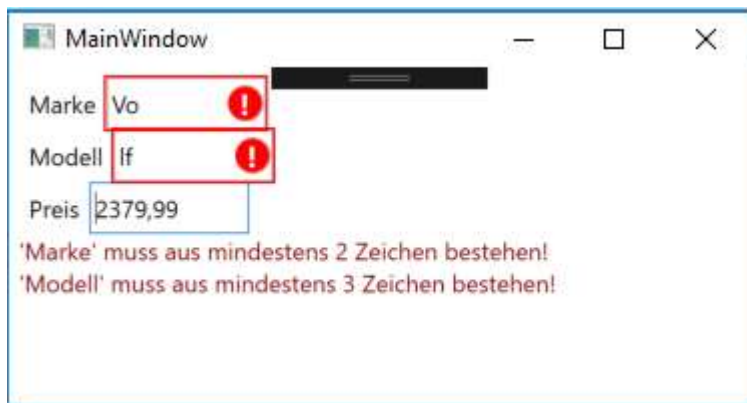 MainWindow
Marke Vo
Modell lf
Preis 2379,99
'Marke' muss aus mindestens 2 Zeichen bestehen!
'Modell' muss aus mindestens 3 Zeichen bestehen!